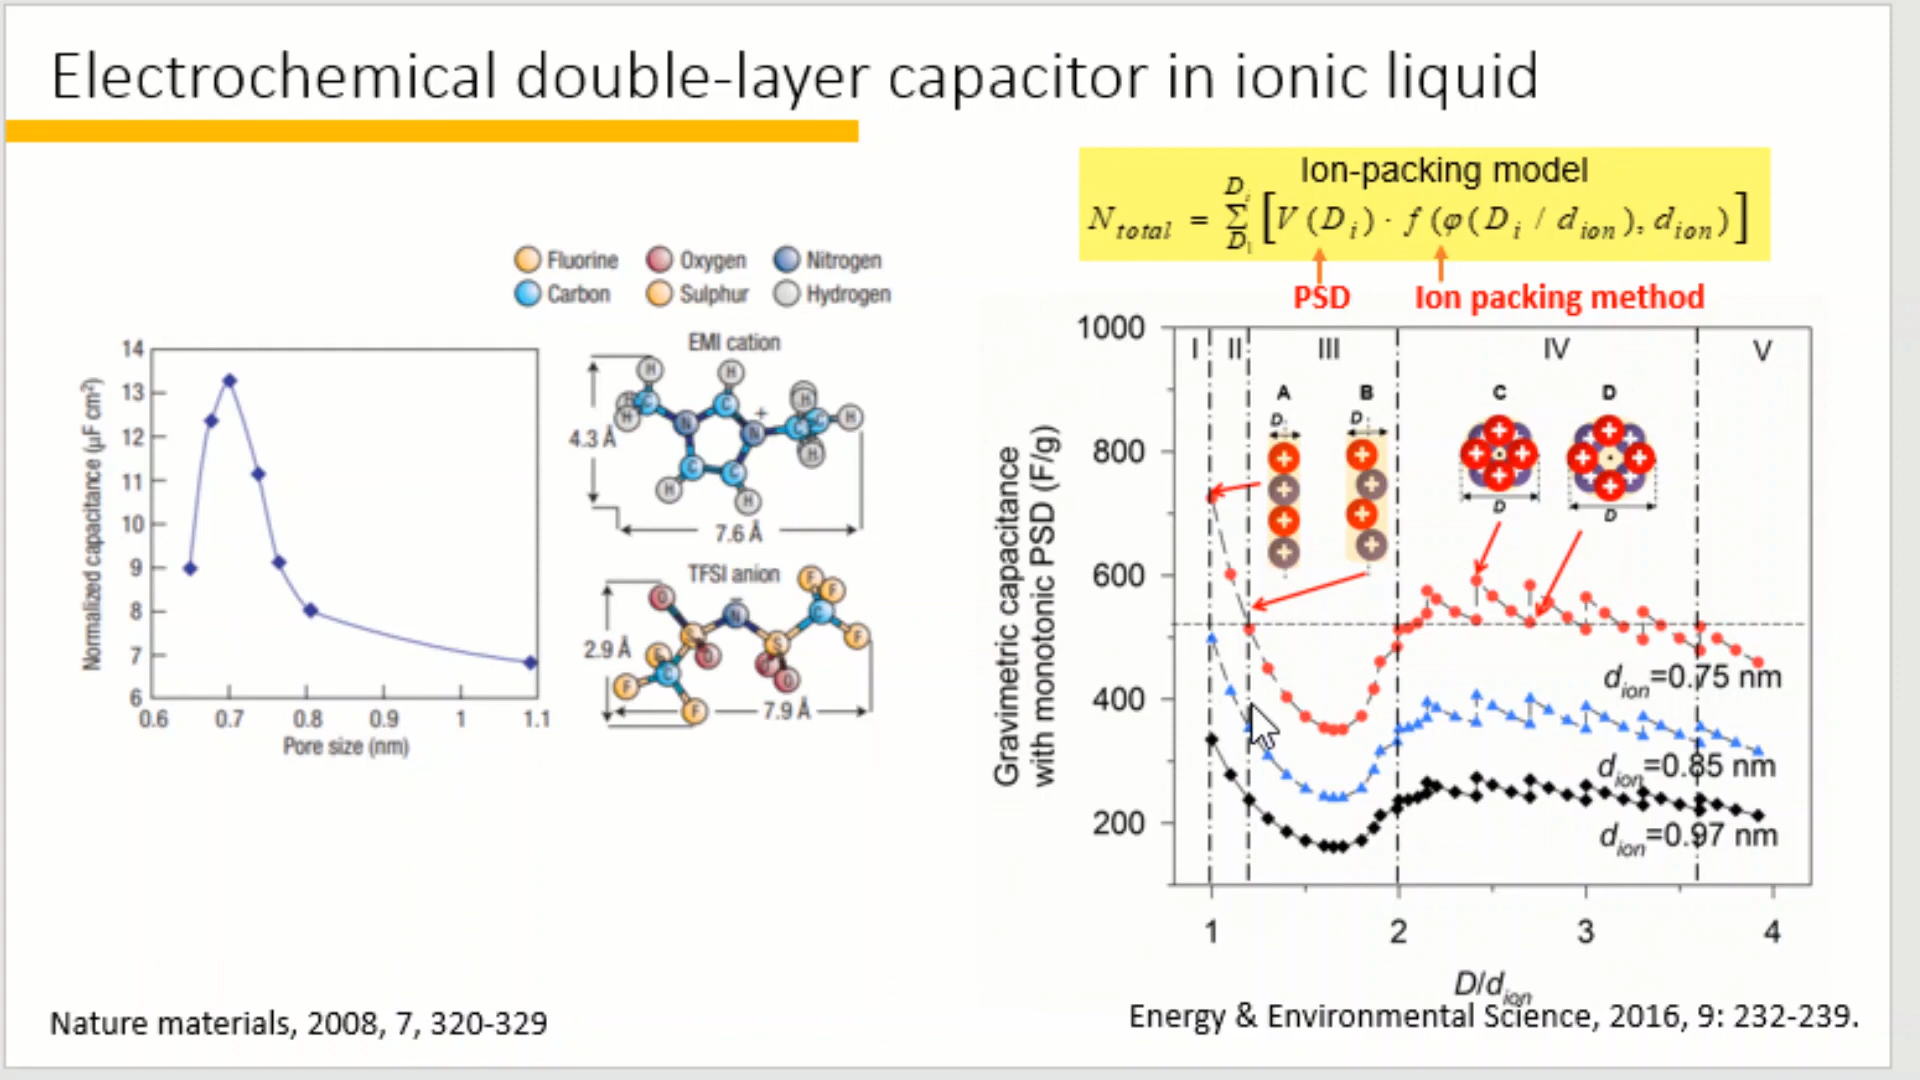 Electrochemical double-layer capacitor in ionic liquid
Ion-packing model
N_total = Σ_{D_1}^{D_i} [V(D_i) · f(φ(D_i / d_ion), d_ion)]
PSD
Ion packing method
Fluorine Oxygen Nitrogen
Carbon Sulphur Hydrogen
EMI cation
4.3 Å
7.6 Å
TFSI anion
2.9 Å
7.9 Å
Normalized capacitance (μF cm²)
14
13
12
11
10
9
8
7
6
0.6 0.7 0.8 0.9 1 1.1
Pore size (nm)
Gravimetric capacitance
with monotonic PSD (F/g)
1000
800
600
400
200
I II III IV V
A B C D
D D D D
d_ion=0.75 nm
d_ion=0.85 nm
d_ion=0.97 nm
1 2 3 4
D/d_ion
Nature materials, 2008, 7, 320-329
Energy & Environmental Science, 2016, 9: 232-239.